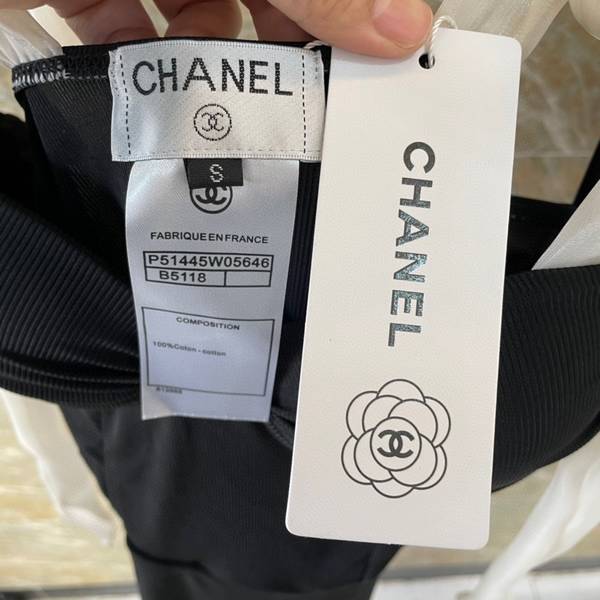 CHANEL
S
FABRIQUE EN FRANCE
P51445W05646
B5118
COMPOSITION
100%Coton - cotton
CHANEL